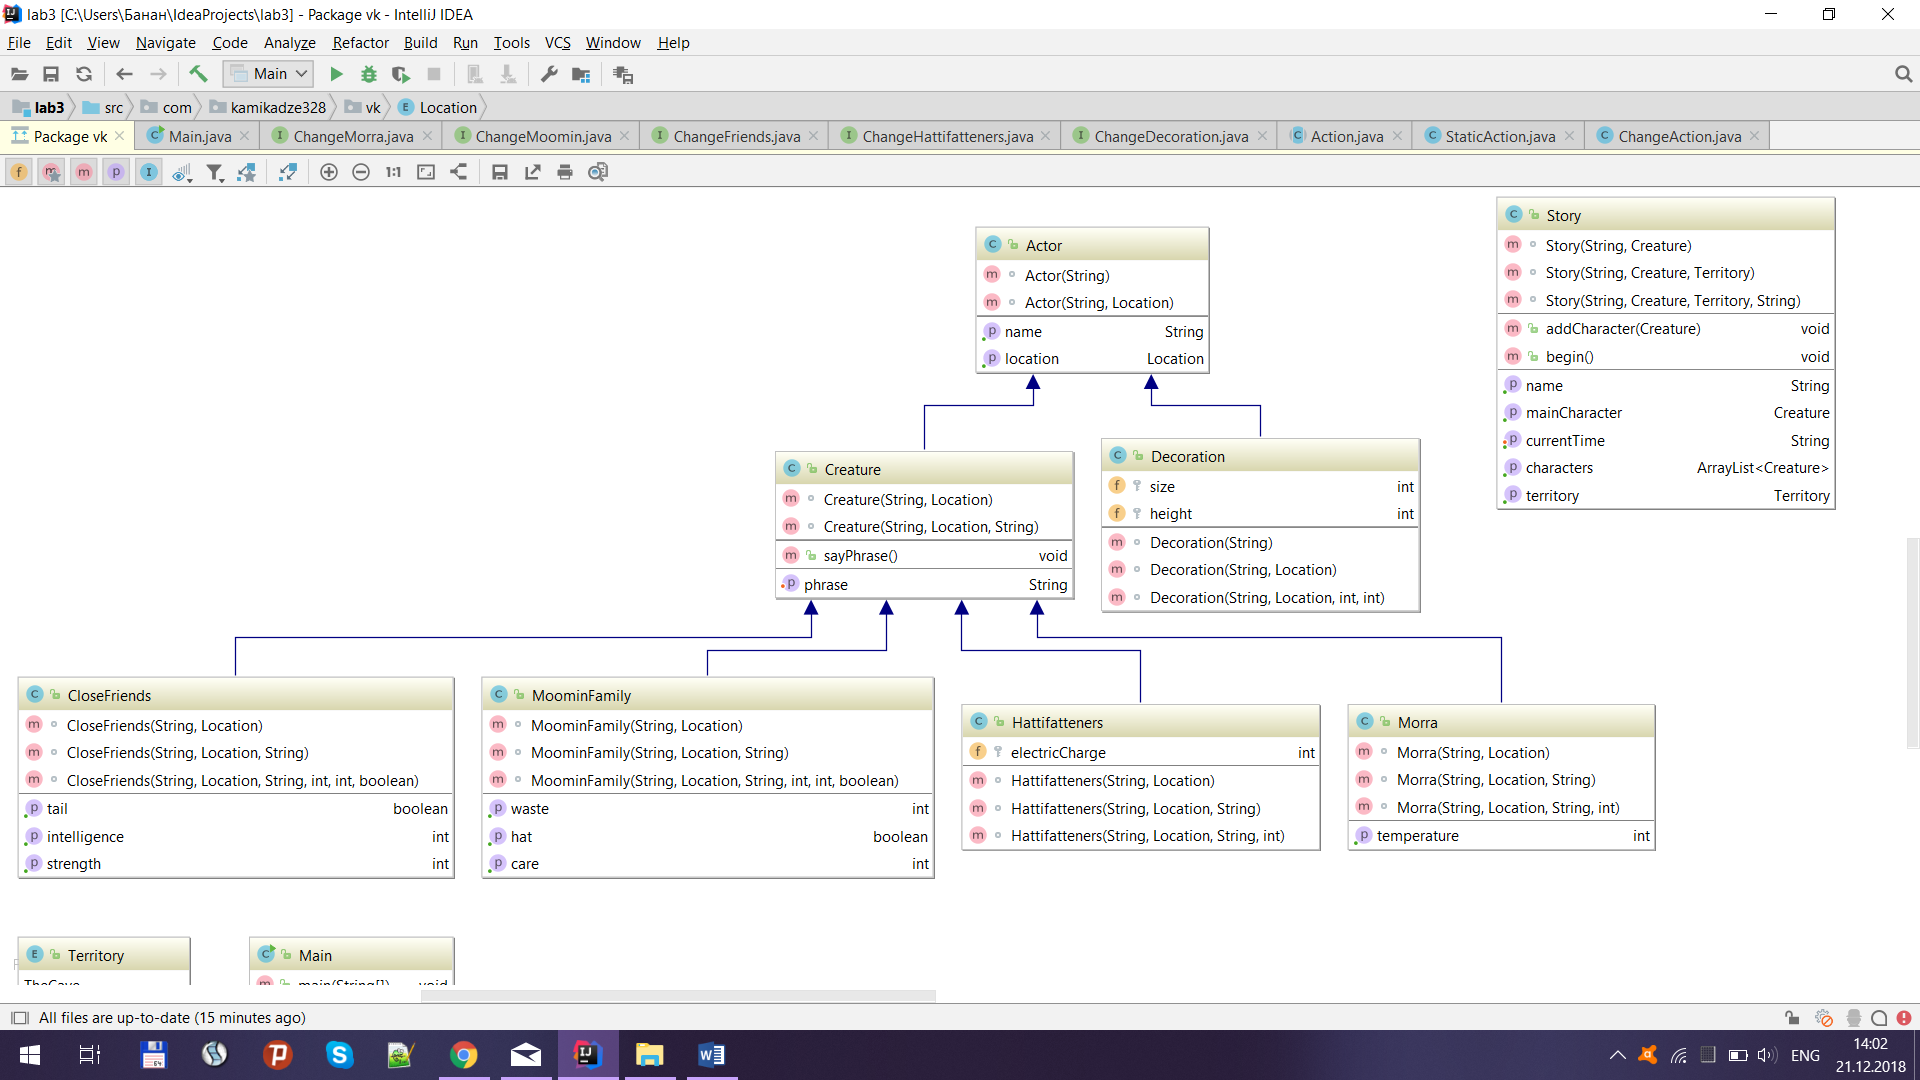 lab3 [C:\Users\Банан\IdeaProjects\lab3] - Package vk - IntelliJ IDEA
File Edit View Navigate Code Analyze Refactor Build Run Tools VCS Window Help
Main
lab3 src com kamikadze328 vk E Location
Package vk Main.java ChangeMorra.java ChangeMoomin.java ChangeFriends.java ChangeHattifatteners.java ChangeDecoration.java Action.java StaticAction.java ChangeAction.java
f m m p I 1:1
C Story
m Story(String, Creature)
m Story(String, Creature, Territory)
m Story(String, Creature, Territory, String)
m addCharacter(Creature) void
m begin() void
p name String
p mainCharacter Creature
p currentTime String
p characters ArrayList<Creature>
p territory Territory
C Actor
m Actor(String)
m Actor(String, Location)
p name String
p location Location
C Creature
m Creature(String, Location)
m Creature(String, Location, String)
m sayPhrase() void
p phrase String
C Decoration
f size int
f height int
m Decoration(String)
m Decoration(String, Location)
m Decoration(String, Location, int, int)
C CloseFriends
m CloseFriends(String, Location)
m CloseFriends(String, Location, String)
m CloseFriends(String, Location, String, int, int, boolean)
p tail boolean
p intelligence int
p strength int
C MoominFamily
m MoominFamily(String, Location)
m MoominFamily(String, Location, String)
m MoominFamily(String, Location, String, int, int, boolean)
p waste int
p hat boolean
p care int
C Hattifatteners
f electricCharge int
m Hattifatteners(String, Location)
m Hattifatteners(String, Location, String)
m Hattifatteners(String, Location, String, int)
C Morra
m Morra(String, Location)
m Morra(String, Location, String)
m Morra(String, Location, String, int)
p temperature int
E Territory
TheCave
C Main
m main(String[]) void
All files are up-to-date (15 minutes ago)
ENG
14:02
21.12.2018